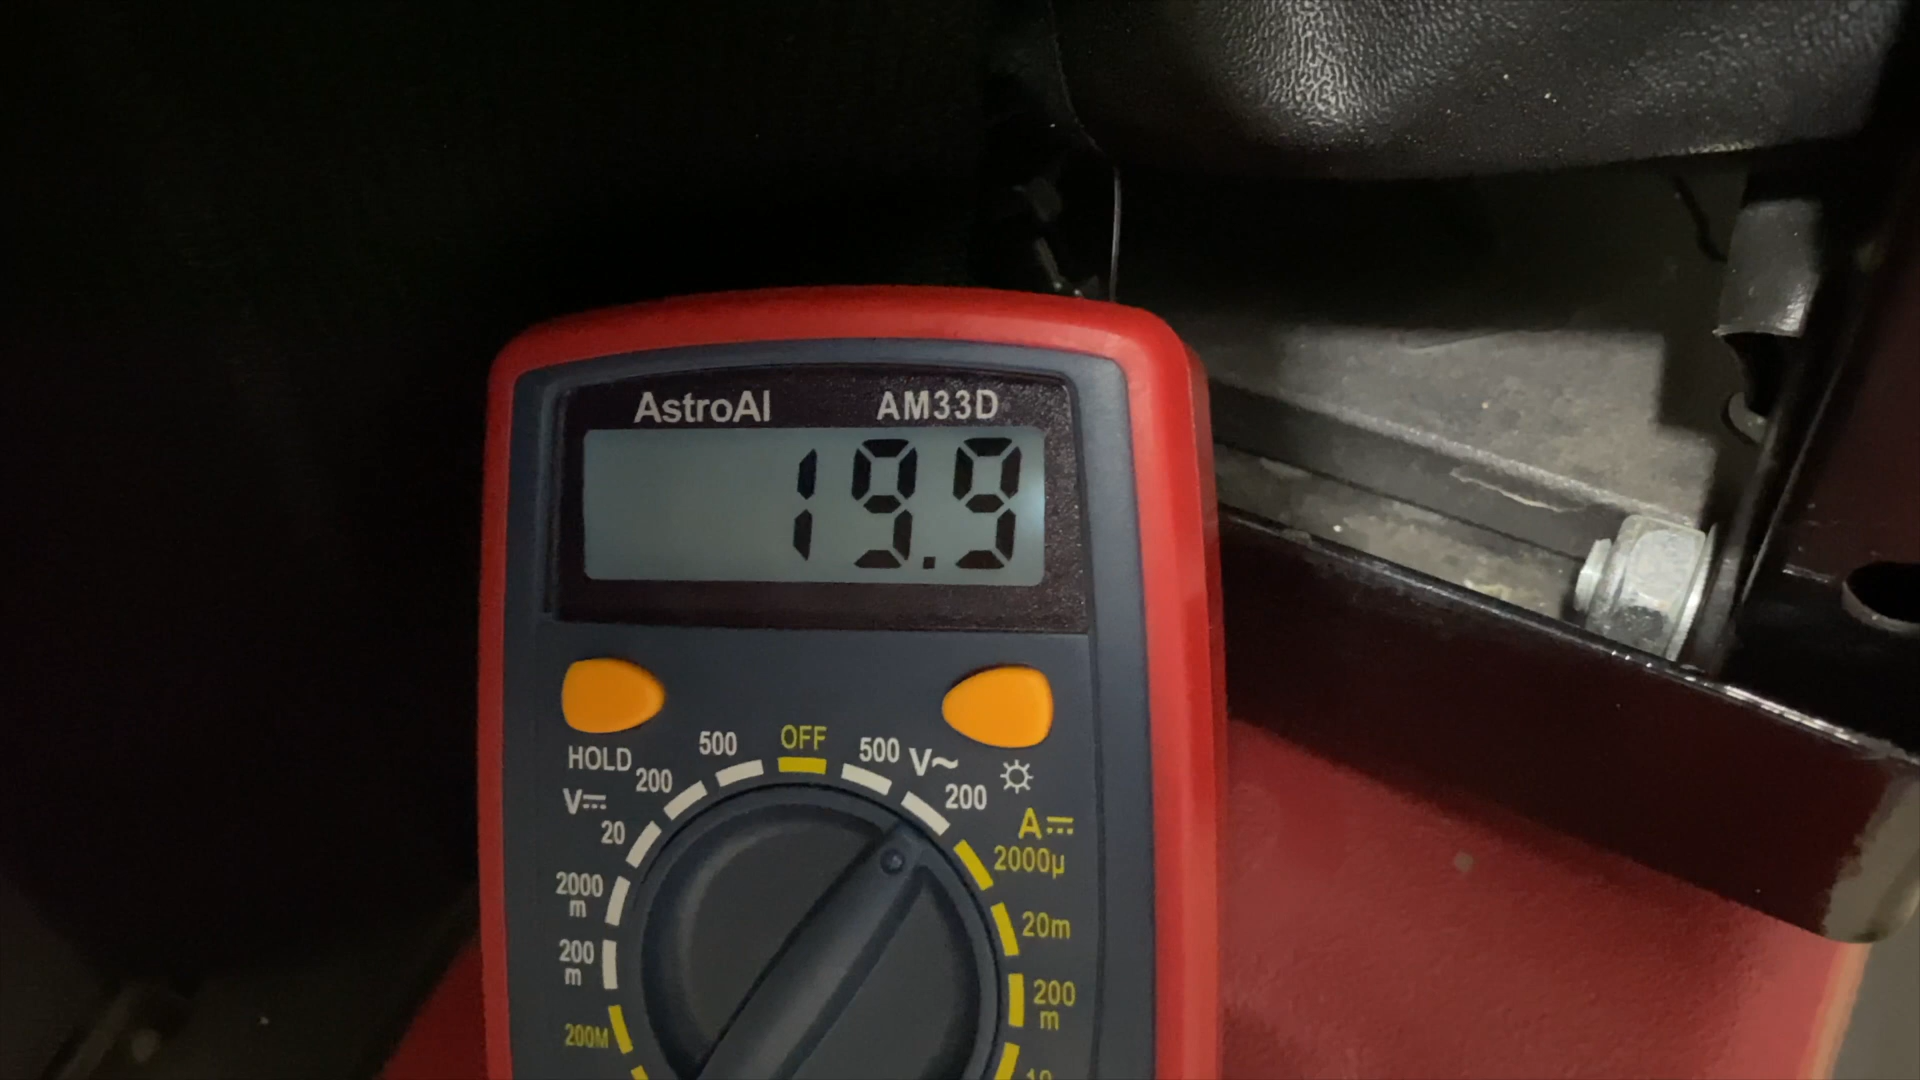 AstroAI AM33D
19.9
HOLD 500 OFF 500 V~
200 200
V⎓ A⎓
20 2000µ
2000
m
20m
200
m
200
m
200M